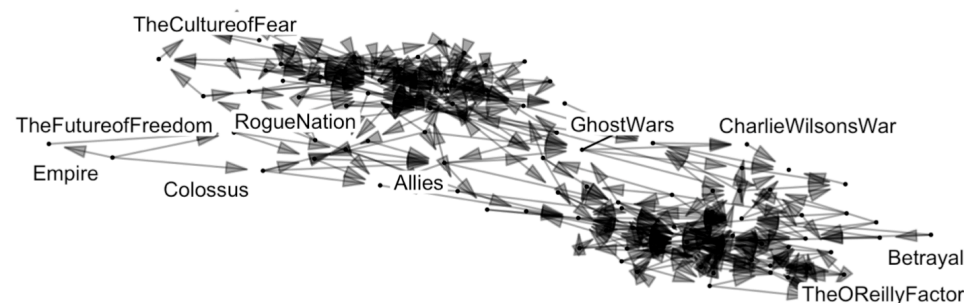 TheCultureofFear
TheFutureofFreedom
RogueNation
GhostWars
CharlieWilsonsWar
Empire
Colossus
Allies
Betrayal
TheOReillyFactor